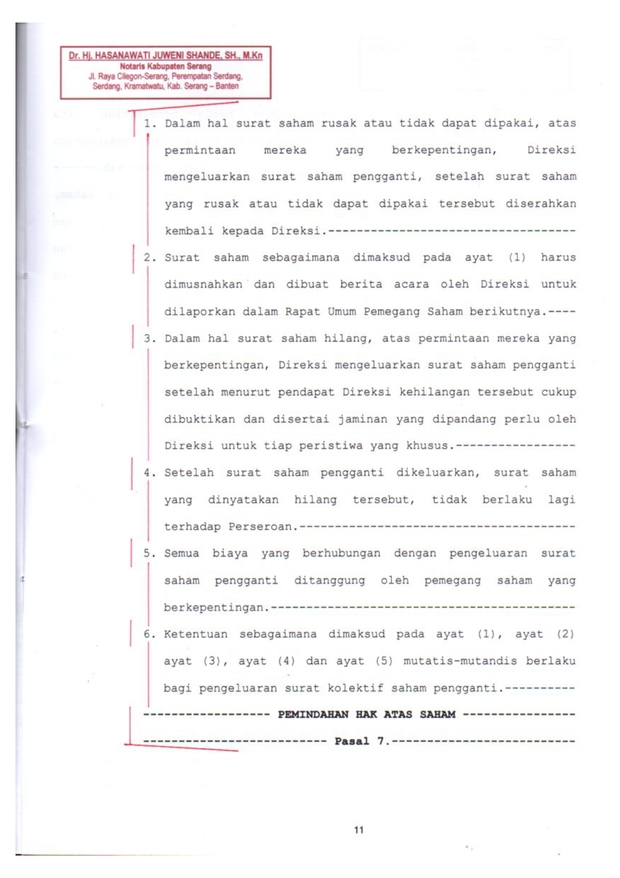 Dr. Hj. HASANAWATI JUWENI SHANDE, SH., M.Kn
Notaris Kabupaten Serang
Jl. Raya Cilegon-Serang, Perempatan Serdang,
Serdang, Kramatwatu, Kab. Serang – Banten
1. Dalam hal surat saham rusak atau tidak dapat dipakai, atas
permintaan mereka yang berkepentingan, Direksi
mengeluarkan surat saham pengganti, setelah surat saham
yang rusak atau tidak dapat dipakai tersebut diserahkan
kembali kepada Direksi.-----------------------------------
2. Surat saham sebagaimana dimaksud pada ayat (1) harus
dimusnahkan dan dibuat berita acara oleh Direksi untuk
dilaporkan dalam Rapat Umum Pemegang Saham berikutnya.----
3. Dalam hal surat saham hilang, atas permintaan mereka yang
berkepentingan, Direksi mengeluarkan surat saham pengganti
setelah menurut pendapat Direksi kehilangan tersebut cukup
dibuktikan dan disertai jaminan yang dipandang perlu oleh
Direksi untuk tiap peristiwa yang khusus.-----------------
4. Setelah surat saham pengganti dikeluarkan, surat saham
yang dinyatakan hilang tersebut, tidak berlaku lagi
terhadap Perseroan.---------------------------------------
5. Semua biaya yang berhubungan dengan pengeluaran surat
saham pengganti ditanggung oleh pemegang saham yang
berkepentingan.-------------------------------------------
6. Ketentuan sebagaimana dimaksud pada ayat (1), ayat (2)
ayat (3), ayat (4) dan ayat (5) mutatis-mutandis berlaku
bagi pengeluaran surat kolektif saham pengganti.----------
------------------ PEMINDAHAN HAK ATAS SAHAM ----------------
-------------------------- Pasal 7.--------------------------
11